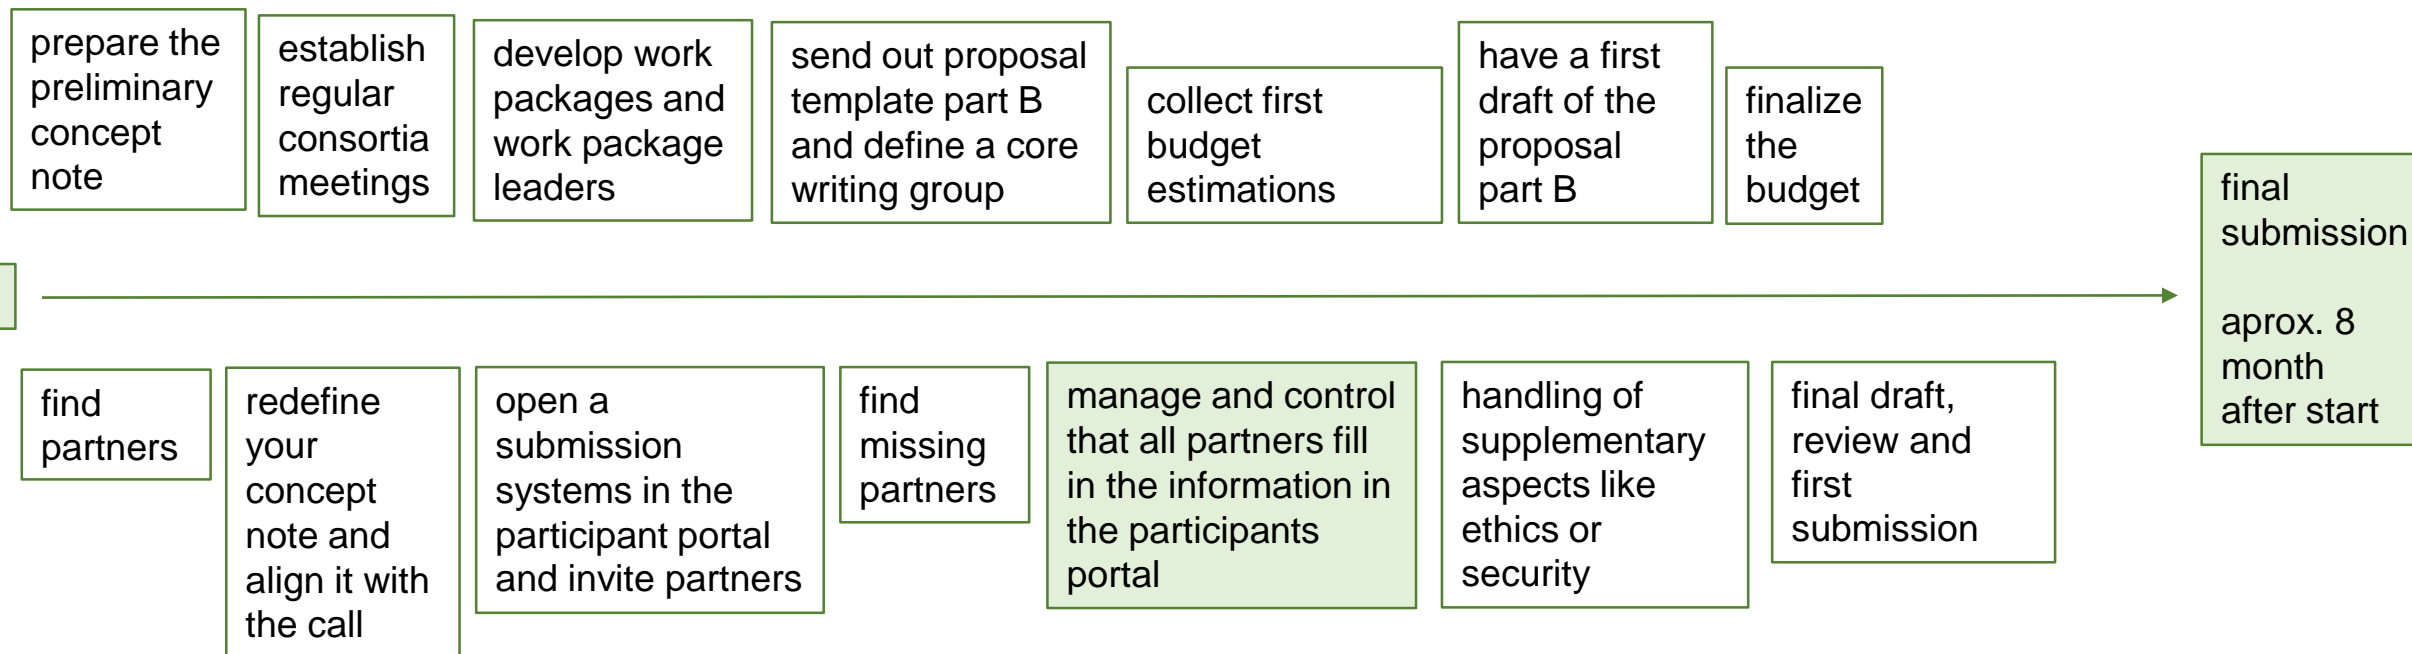 prepare the
preliminary
concept
note
establish
regular
consortia
meetings
develop work
packages and
work package
leaders
send out proposal
template part B
and define a core
writing group
collect first
budget
estimations
have a first
draft of the
proposal
part B
finalize
the
budget
final
submission
aprox. 8
month
after start
find
partners
redefine
your
concept
note and
align it with
the call
open a
submission
systems in the
participant portal
and invite partners
find
missing
partners
manage and control
that all partners fill
in the information in
the participants
portal
handling of
supplementary
aspects like
ethics or
security
final draft,
review and
first
submission